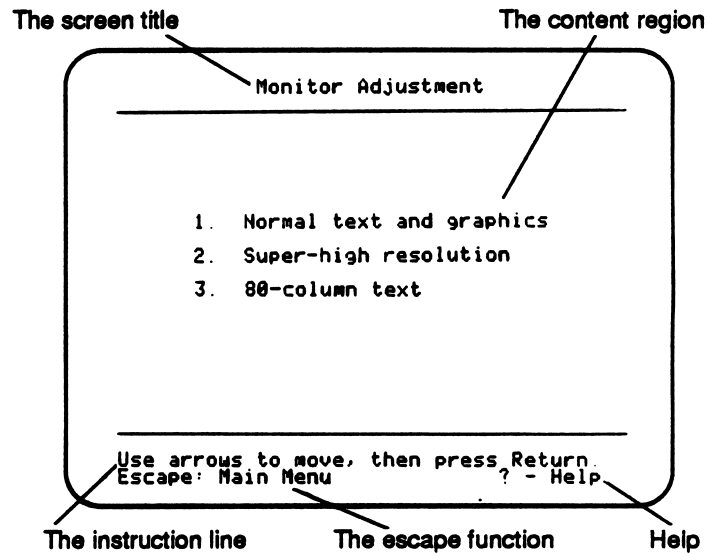 The screen title
The content region
Monitor Adjustment
1. Normal text and graphics
2. Super-high resolution
3. 80-column text
Use arrows to move, then press Return.
Escape: Main Menu ? - Help
The instruction line
The escape function
Help